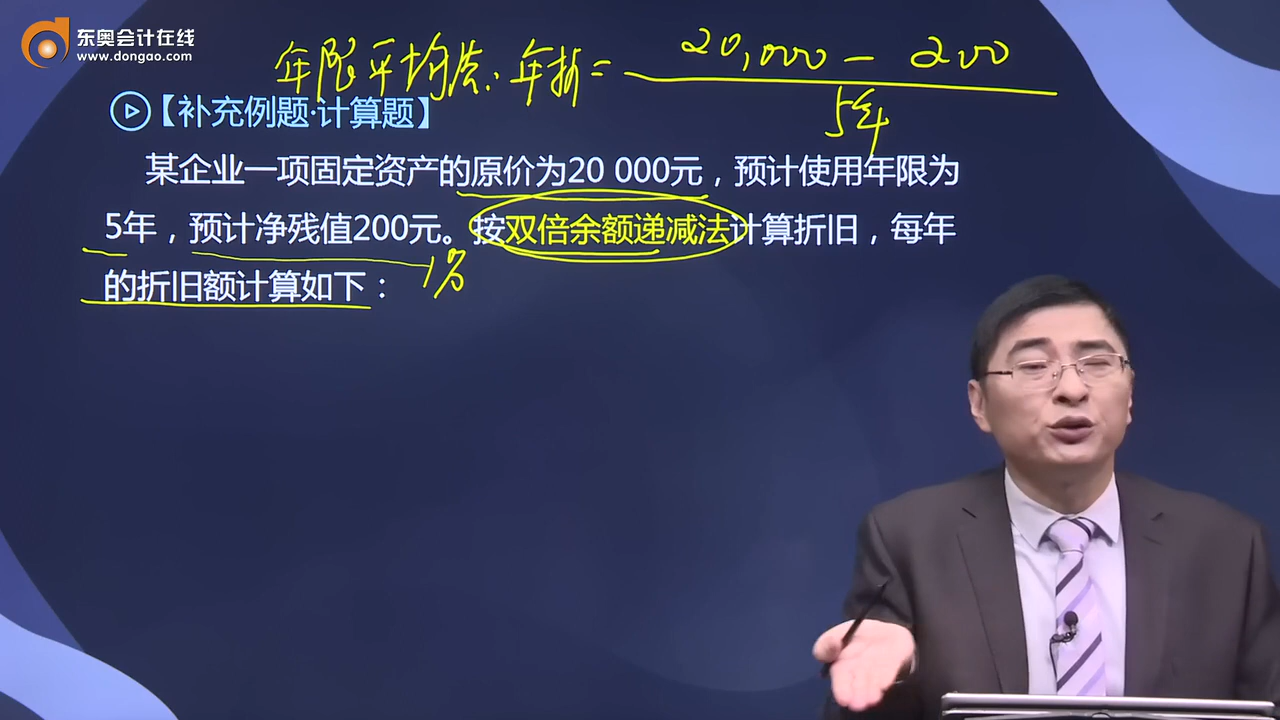 东奥会计在线
www.dongao.com
年限平均法：年折 = 20,000 - 200
5年
【补充例题·计算题】
某企业一项固定资产的原价为20 000元，预计使用年限为
5年，预计净残值200元。按双倍余额递减法计算折旧，每年
的折旧额计算如下：
1%